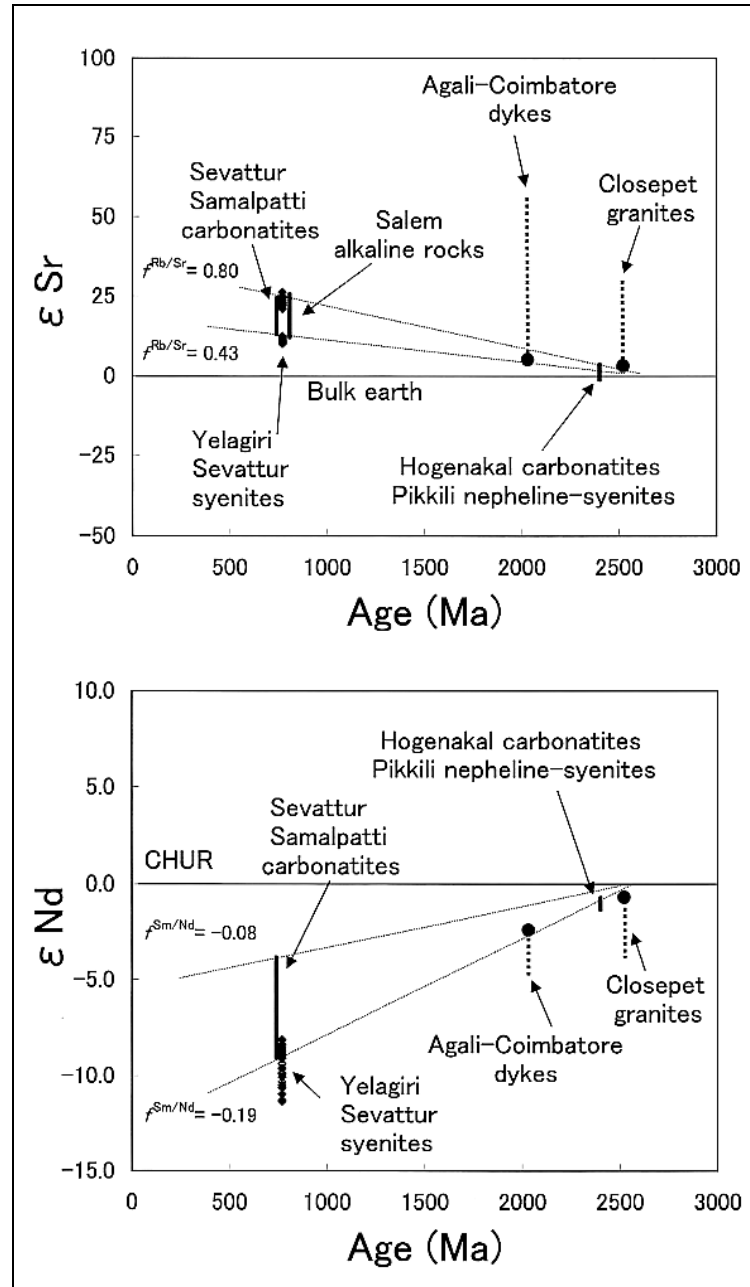 100
75
50
25
0
-25
-50
ε Sr
Agali-Coimbatore
dykes
Sevattur
Samalpatti
carbonatites
Closepet
granites
Salem
alkaline rocks
fRb/Sr= 0.80
fRb/Sr= 0.43
Bulk earth
Yelagiri
Sevattur
syenites
Hogenakal carbonatites
Pikkili nepheline-syenites
0 500 1000 1500 2000 2500 3000
Age (Ma)
10.0
5.0
0.0
-5.0
-10.0
-15.0
ε Nd
Hogenakal carbonatites
Pikkili nepheline-syenites
Sevattur
Samalpatti
carbonatites
CHUR
fSm/Nd= -0.08
Closepet
granites
Agali-Coimbatore
dykes
Yelagiri
Sevattur
syenites
fSm/Nd= -0.19
0 500 1000 1500 2000 2500 3000
Age (Ma)